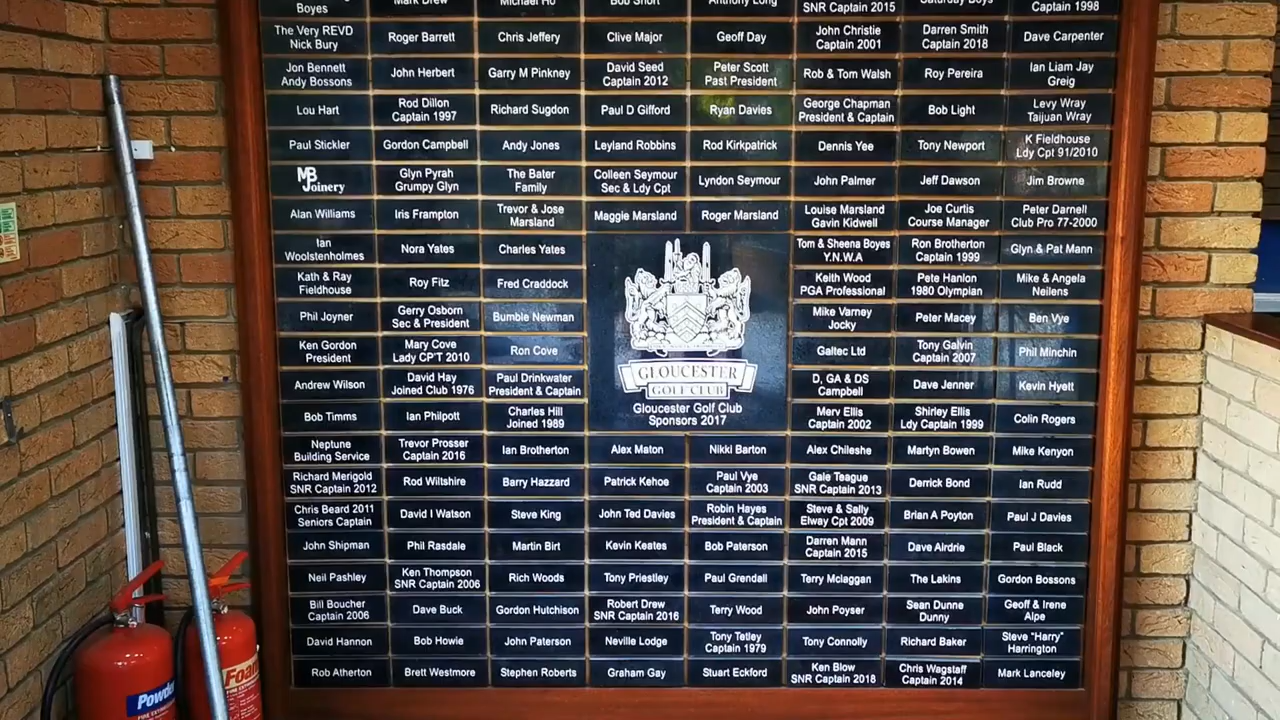 Boyes
Mark Drew
Michael Ho
Bob Short
Anthony Long
SNR Captain 2015
Saturday Boys
Captain 1998
The Very REVD
Nick Bury
Roger Barrett
Chris Jeffery
Clive Major
Geoff Day
John Christie
Captain 2001
Darren Smith
Captain 2018
Dave Carpenter
Jon Bennett
Andy Bossons
John Herbert
Garry M Pinkney
David Seed
Captain 2012
Peter Scott
Past President
Rob & Tom Walsh
Roy Pereira
Ian Liam Jay
Greig
Lou Hart
Rod Dillon
Captain 1997
Richard Sugdon
Paul D Gifford
Ryan Davies
George Chapman
President & Captain
Bob Light
Levy Wray
Taijuan Wray
Paul Stickler
Gordon Campbell
Andy Jones
Leyland Robbins
Rod Kirkpatrick
Dennis Yee
Tony Newport
K Fieldhouse
Ldy Cpt 91/2010
MB
Joinery
Glyn Pyrah
Grumpy Glyn
The Bater
Family
Colleen Seymour
Sec & Ldy Cpt
Lyndon Seymour
John Palmer
Jeff Dawson
Jim Browne
Alan Williams
Iris Frampton
Trevor & Jose
Marsland
Maggie Marsland
Roger Marsland
Louise Marsland
Gavin Kidwell
Joe Curtis
Course Manager
Peter Darnell
Club Pro 77-2000
Ian
Woolstenholmes
Nora Yates
Charles Yates
Tom & Sheena Boyes
Y.N.W.A
Ron Brotherton
Captain 1999
Glyn & Pat Mann
Kath & Ray
Fieldhouse
Roy Fitz
Fred Craddock
Keith Wood
PGA Professional
Pete Hanlon
1980 Olympian
Mike & Angela
Neilens
Phil Joyner
Gerry Osborn
Sec & President
Bumble Newman
Mike Varney
Jocky
Peter Macey
Ben Vye
Ken Gordon
President
Mary Cove
Lady CP'T 2010
Ron Cove
Galtec Ltd
Tony Galvin
Captain 2007
Phil Minchin
Andrew Wilson
David Hay
Joined Club 1976
Paul Drinkwater
President & Captain
D, GA & DS
Campbell
Dave Jenner
Kevin Hyett
GLOUCESTER
GOLF CLUB
Gloucester Golf Club
Sponsors 2017
Bob Timms
Ian Philpott
Charles Hill
Joined 1989
Merv Ellis
Captain 2002
Shirley Ellis
Ldy Captain 1999
Colin Rogers
Neptune
Building Service
Trevor Prosser
Captain 2016
Ian Brotherton
Alex Maton
Nikki Barton
Alex Chileshe
Martyn Bowen
Mike Kenyon
Richard Merigold
SNR Captain 2012
Rod Wiltshire
Barry Hazzard
Patrick Kehoe
Paul Vye
Captain 2003
Gale Teague
SNR Captain 2013
Derrick Bond
Ian Rudd
Chris Beard 2011
Seniors Captain
David I Watson
Steve King
John Ted Davies
Robin Hayes
President & Captain
Steve & Sally
Elway Cpt 2009
Brian A Poyton
Paul J Davies
John Shipman
Phil Rasdale
Martin Birt
Kevin Keates
Bob Paterson
Darren Mann
Captain 2015
Dave Airdrie
Paul Black
Neil Pashley
Ken Thompson
SNR Captain 2006
Rich Woods
Tony Priestley
Paul Grendall
Terry Mclaggan
The Lakins
Gordon Bossons
Bill Boucher
Captain 2006
Dave Buck
Gordon Hutchison
Robert Drew
SNR Captain 2016
Terry Wood
John Poyser
Sean Dunne
Dunny
Geoff & Irene
Alpe
David Hannon
Bob Howie
John Paterson
Neville Lodge
Tony Tetley
Captain 1979
Tony Connolly
Richard Baker
Steve "Harry"
Harrington
Rob Atherton
Brett Westmore
Stephen Roberts
Graham Gay
Stuart Eckford
Ken Blow
SNR Captain 2018
Chris Wagstaff
Captain 2014
Mark Lanceley
Powder
Foam